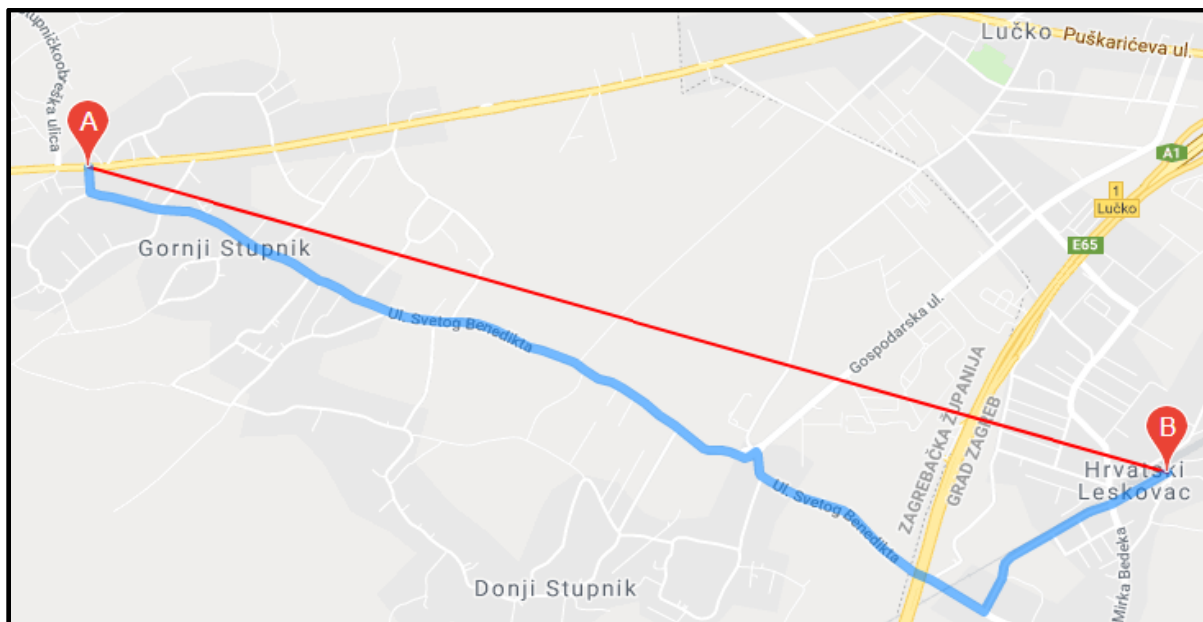 Stupničkoobreška ulica
A
Lučko
Puškarićeva ul.
A1
1
Lučko
E65
Gornji Stupnik
Ul. Svetog Benedikta
Gospodarska ul.
ZAGREBAČKA ŽUPANIJA
GRAD ZAGREB
B
Hrvatski
Leskovac
Ul. Svetog Benedikta
Mirka Bedeka
Donji Stupnik